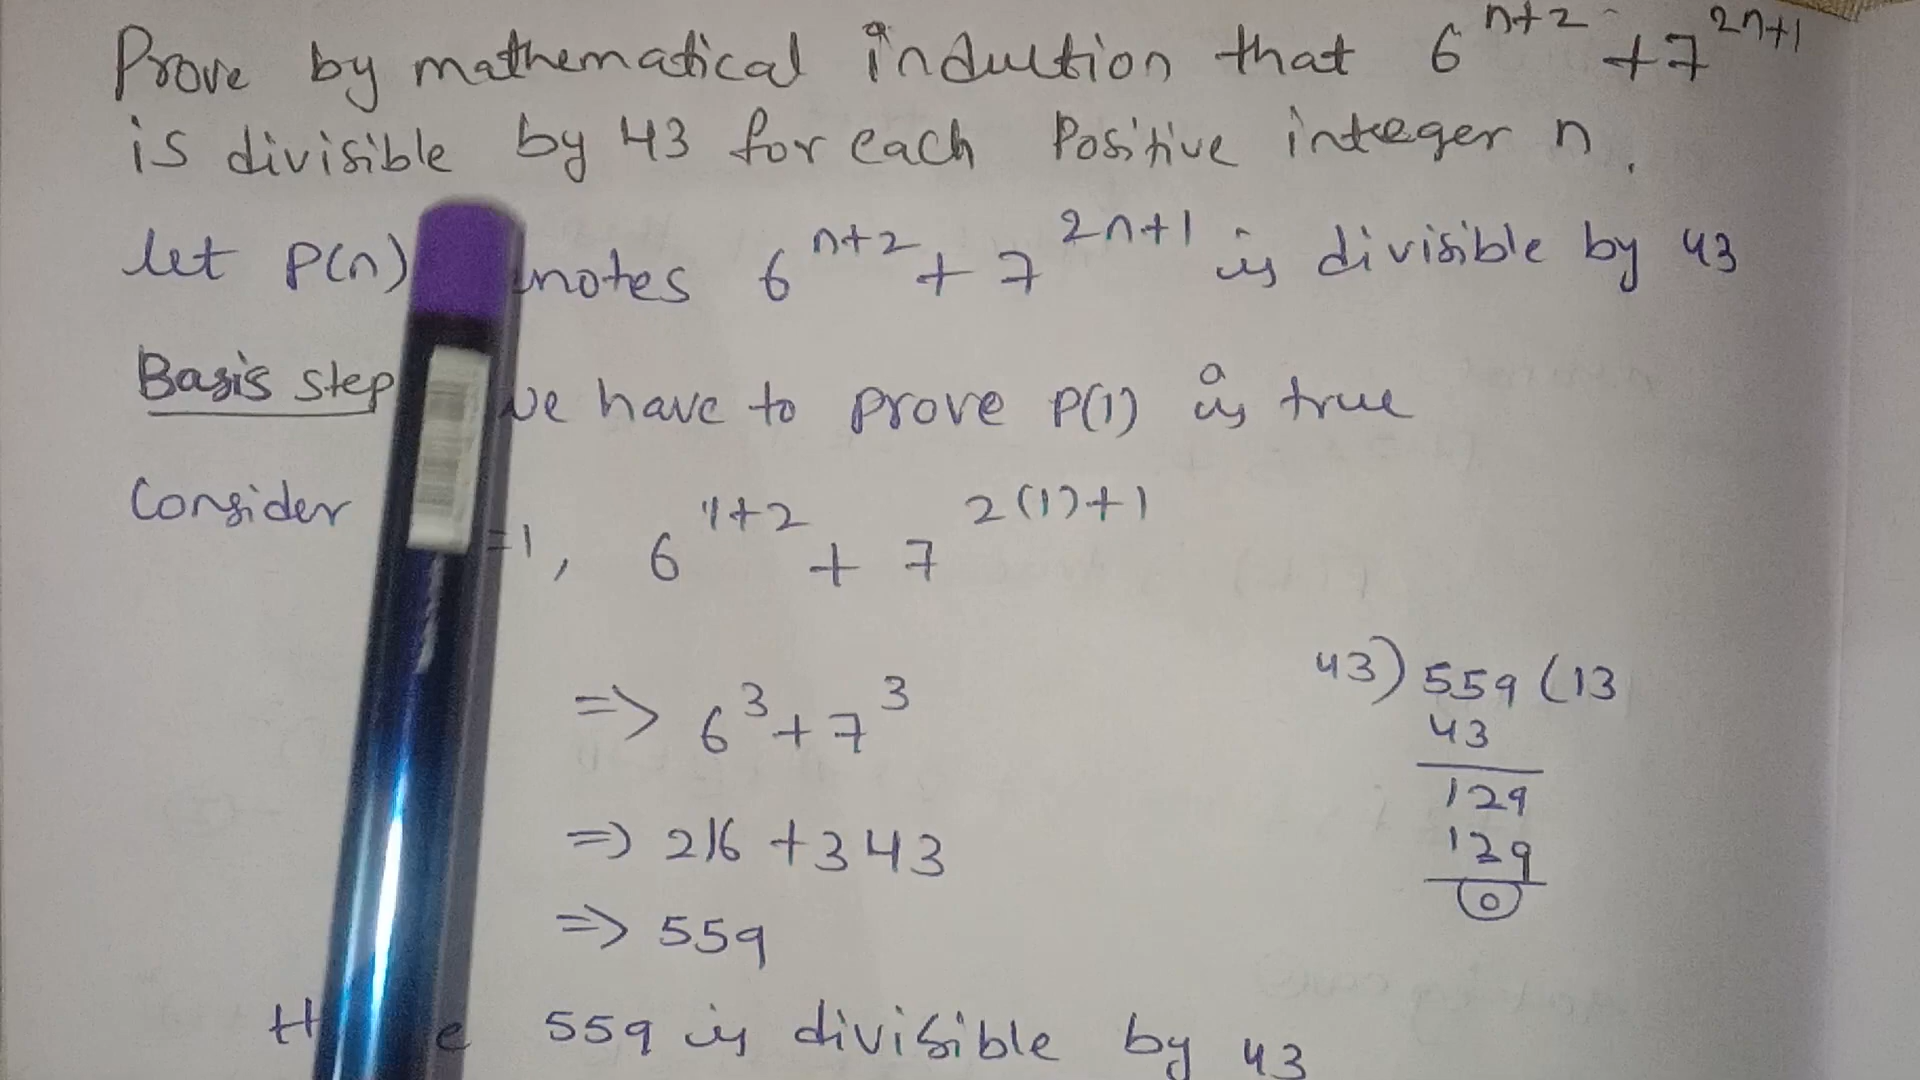 Prove by mathematical induction that 6^{n+2} + 7^{2n+1}
is divisible by 43 for each Positive integer n.
let P(n) notes 6^{n+2} + 7^{2n+1} is divisible by 43
Basis step we have to prove P(1) is true
Consider =1, 6^{1+2} + 7^{2(1)+1}
=> 6^3 + 7^3
=> 216 + 343
=> 559
559 is divisible by 43
43) 559 (13
43
129
129
0